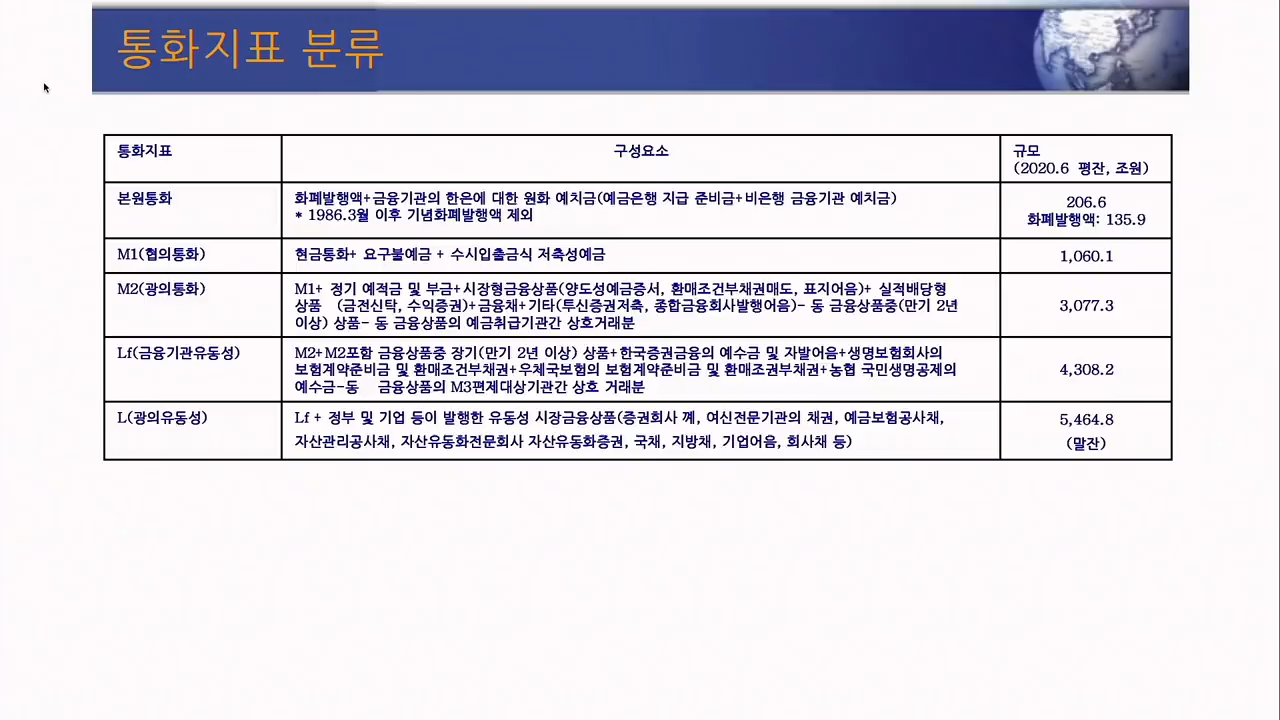 통화지표 분류
통화지표
구성요소
규모
(2020.6 평잔, 조원)
본원통화
화폐발행액+금융기관의 한은에 대한 원화 예치금(예금은행 지급 준비금+비은행 금융기관 예치금)
* 1986.3월 이후 기념화폐발행액 제외
206.6
화폐발행액: 135.9
M1(협의통화)
현금통화+ 요구불예금 + 수시입출금식 저축성예금
1,060.1
M2(광의통화)
M1+ 정기 예적금 및 부금+시장형금융상품(양도성예금증서, 환매조건부채권매도, 표지어음)+ 실적배당형
상품 (금전신탁, 수익증권)+금융채+기타(투신증권저축, 종합금융회사발행어음)- 동 금융상품중(만기 2년
이상) 상품- 동 금융상품의 예금취급기관간 상호거래분
3,077.3
Lf(금융기관유동성)
M2+M2포함 금융상품중 장기(만기 2년 이상) 상품+한국증권금융의 예수금 및 자발어음+생명보험회사의
보험계약준비금 및 환매조건부채권+우체국보험의 보험계약준비금 및 환매조권부채권+농협 국민생명공제의
예수금-동 금융상품의 M3편제대상기관간 상호 거래분
4,308.2
L(광의유동성)
Lf + 정부 및 기업 등이 발행한 유동성 시장금융상품(증권회사 꼐, 여신전문기관의 채권, 예금보험공사채,
자산관리공사채, 자산유동화전문회사 자산유동화증권, 국채, 지방채, 기업어음, 회사채 등)
5,464.8
(말잔)